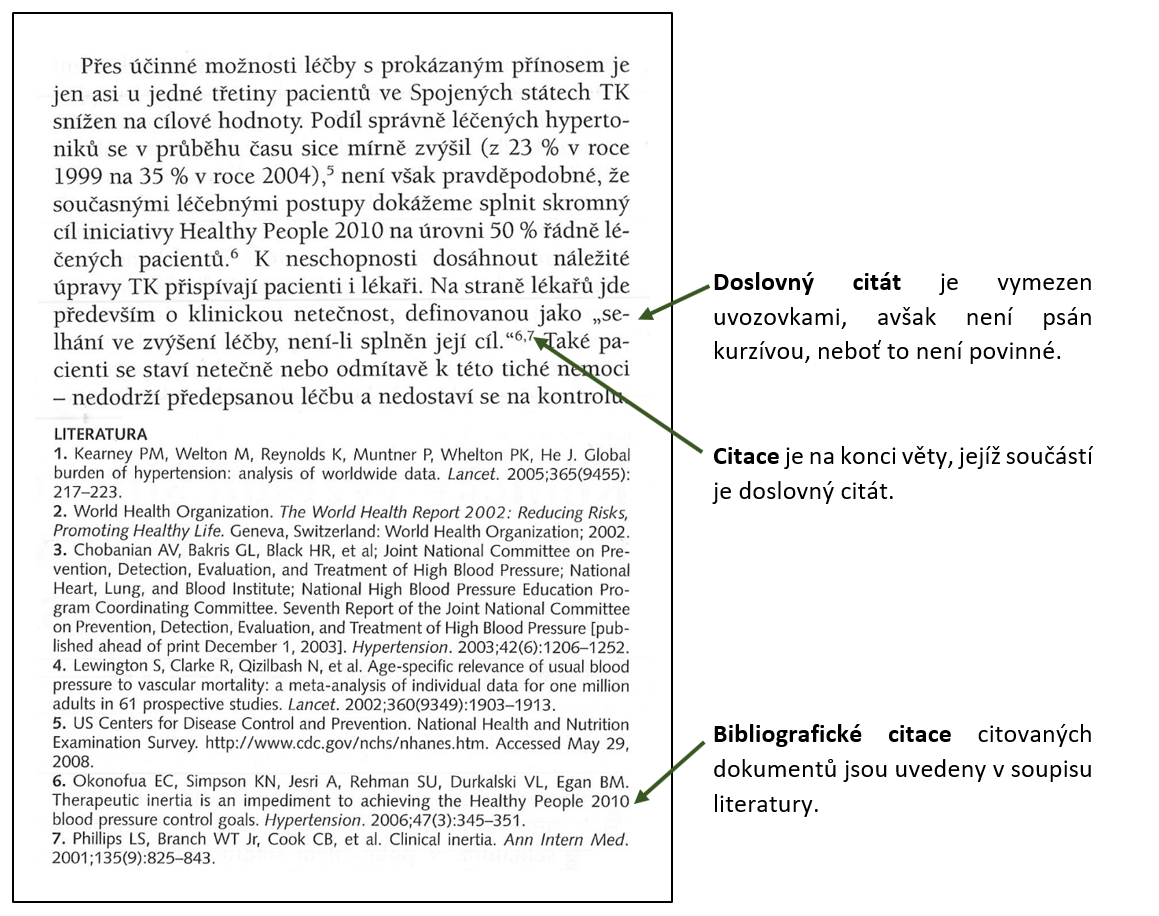 Přes účinné možnosti léčby s prokázaným přínosem je
jen asi u jedné třetiny pacientů ve Spojených státech TK
snížen na cílové hodnoty. Podíl správně léčených hyperto-
niků se v průběhu času sice mírně zvýšil (z 23 % v roce
1999 na 35 % v roce 2004),⁵ není však pravděpodobné, že
současnými léčebnými postupy dokážeme splnit skromný
cíl iniciativy Healthy People 2010 na úrovni 50 % řádně lé-
čených pacientů.⁶ K neschopnosti dosáhnout náležité
úpravy TK přispívají pacienti i lékaři. Na straně lékařů jde
především o klinickou netečnost, definovanou jako „se-
lhání ve zvýšení léčby, není-li splněn její cíl.“⁶,⁷ Také pa-
cienti se staví netečně nebo odmítavě k této tiché nemoci
– nedodrží předepsanou léčbu a nedostaví se na kontrolu.
LITERATURA
1. Kearney PM, Welton M, Reynolds K, Muntner P, Whelton PK, He J. Global
burden of hypertension: analysis of worldwide data. Lancet. 2005;365(9455):
217–223.
2. World Health Organization. The World Health Report 2002: Reducing Risks,
Promoting Healthy Life. Geneva, Switzerland: World Health Organization; 2002.
3. Chobanian AV, Bakris GL, Black HR, et al; Joint National Committee on Pre-
vention, Detection, Evaluation, and Treatment of High Blood Pressure; National
Heart, Lung, and Blood Institute; National High Blood Pressure Education Pro-
gram Coordinating Committee. Seventh Report of the Joint National Committee
on Prevention, Detection, Evaluation, and Treatment of High Blood Pressure [pub-
lished ahead of print December 1, 2003]. Hypertension. 2003;42(6):1206–1252.
4. Lewington S, Clarke R, Qizilbash N, et al. Age-specific relevance of usual blood
pressure to vascular mortality: a meta-analysis of individual data for one million
adults in 61 prospective studies. Lancet. 2002;360(9349):1903–1913.
5. US Centers for Disease Control and Prevention. National Health and Nutrition
Examination Survey. http://www.cdc.gov/nchs/nhanes.htm. Accessed May 29,
2008.
6. Okonofua EC, Simpson KN, Jesri A, Rehman SU, Durkalski VL, Egan BM.
Therapeutic inertia is an impediment to achieving the Healthy People 2010
blood pressure control goals. Hypertension. 2006;47(3):345–351.
7. Phillips LS, Branch WT Jr, Cook CB, et al. Clinical inertia. Ann Intern Med.
2001;135(9):825–843.
Doslovný citát je vymezen
uvozovkami, avšak není psán
kurzívou, neboť to není povinné.
Citace je na konci věty, jejíž součástí
je doslovný citát.
Bibliografické citace citovaných
dokumentů jsou uvedeny v soupisu
literatury.